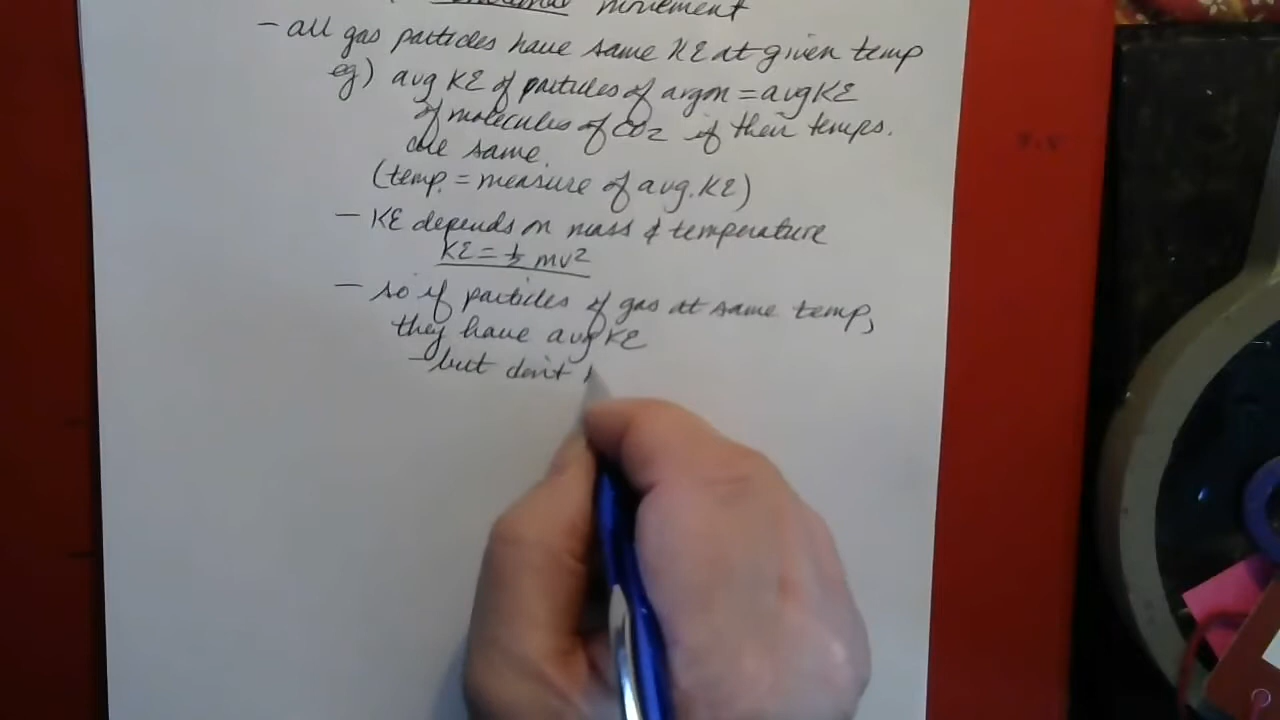 movement
- all gas particles have same KE at given temp
eg) avg KE of particles of argon = avg KE
of molecules of CO2 if their temps.
are same.
(temp. = measure of avg. KE)
- KE depends on mass & temperature
KE = ½ mv²
- so if particles of gas at same temp,
they have avg KE
- but don't